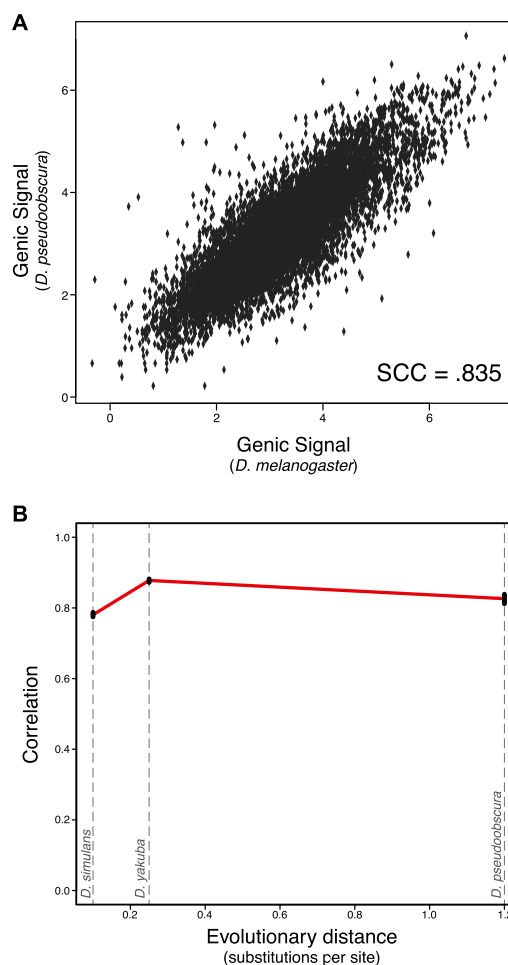 A
Genic Signal
(D. pseudoobscura)
6
4
2
0
SCC = .835
0
2
4
6
Genic Signal
(D. melanogaster)
B
Correlation
1.0
0.8
0.6
0.4
0.2
0.0
D. simulans
D. yakuba
D. pseudoobscura
0.2
0.4
0.6
0.8
1.0
1.2
Evolutionary distance
(substitutions per site)